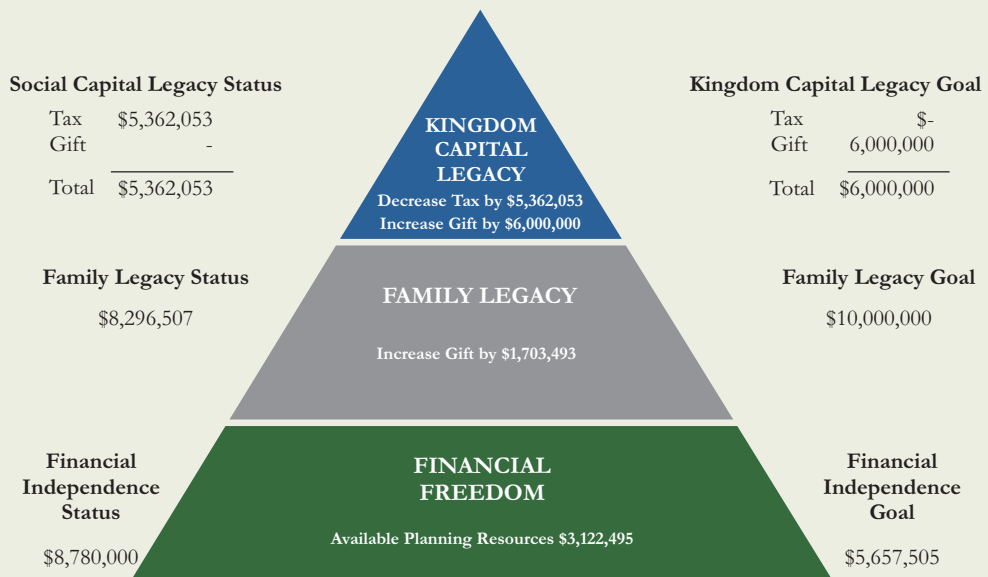 Social Capital Legacy Status
Tax $5,362,053
Gift -
Total $5,362,053
Kingdom Capital Legacy Goal
Tax $-
Gift 6,000,000
Total $6,000,000
KINGDOM
CAPITAL
LEGACY
Decrease Tax by $5,362,053
Increase Gift by $6,000,000
Family Legacy Status
$8,296,507
FAMILY LEGACY
Increase Gift by $1,703,493
Family Legacy Goal
$10,000,000
Financial
Independence
Status
$8,780,000
FINANCIAL
FREEDOM
Available Planning Resources $3,122,495
Financial
Independence
Goal
$5,657,505